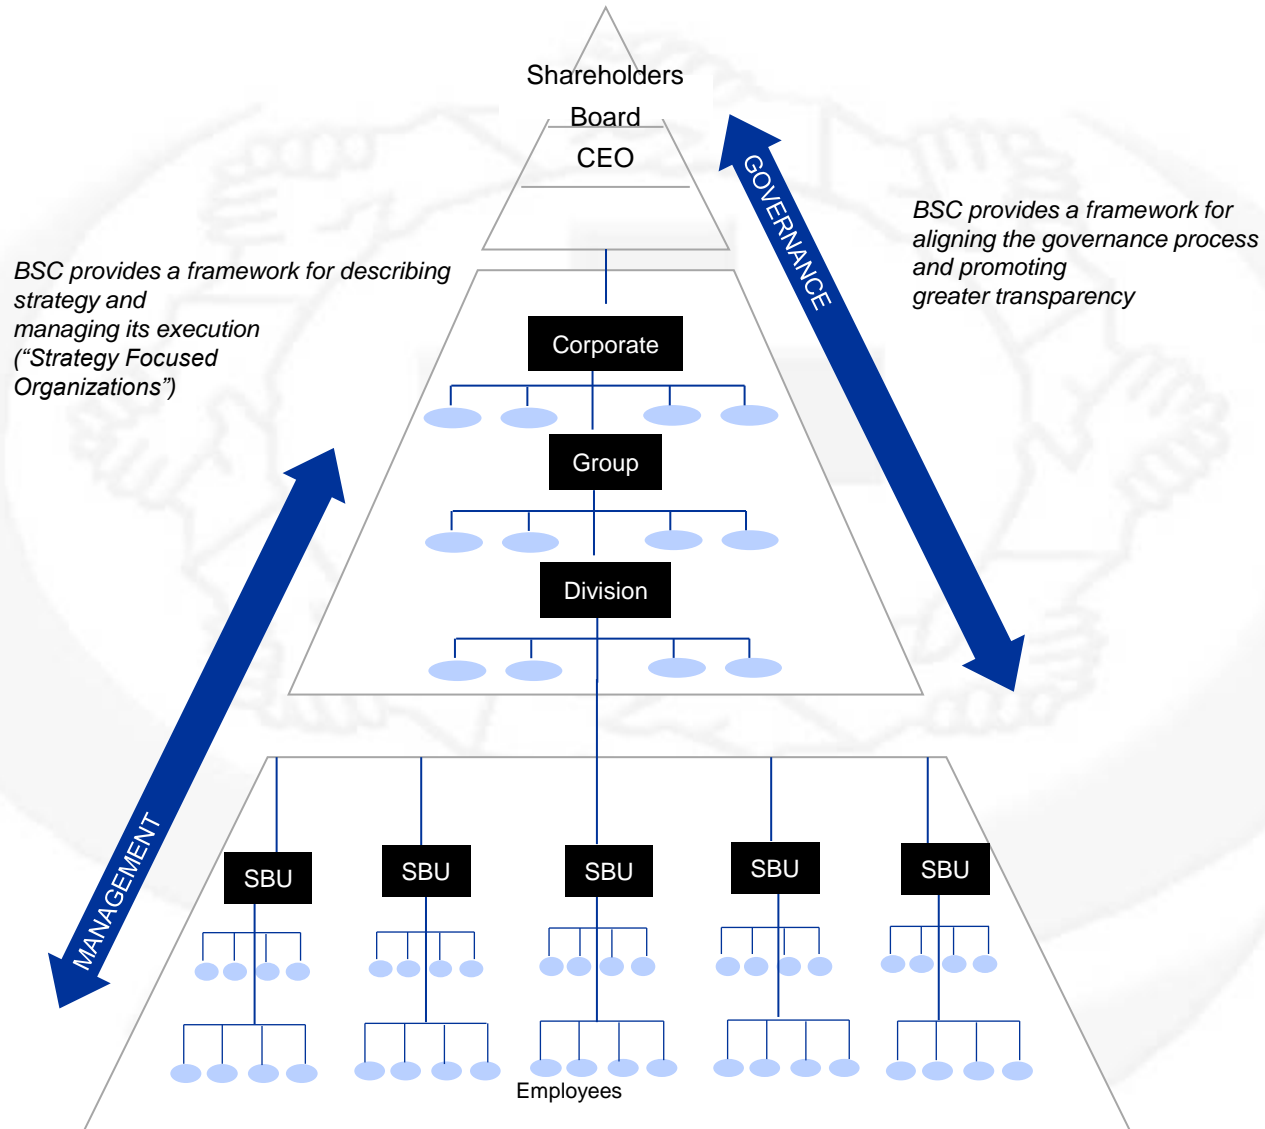 Shareholders
Board
CEO
GOVERNANCE
BSC provides a framework for
aligning the governance process
and promoting
greater transparency
BSC provides a framework for describing
strategy and
managing its execution
(“Strategy Focused
Organizations”)
Corporate
Group
Division
MANAGEMENT
SBU
SBU
SBU
SBU
SBU
Employees